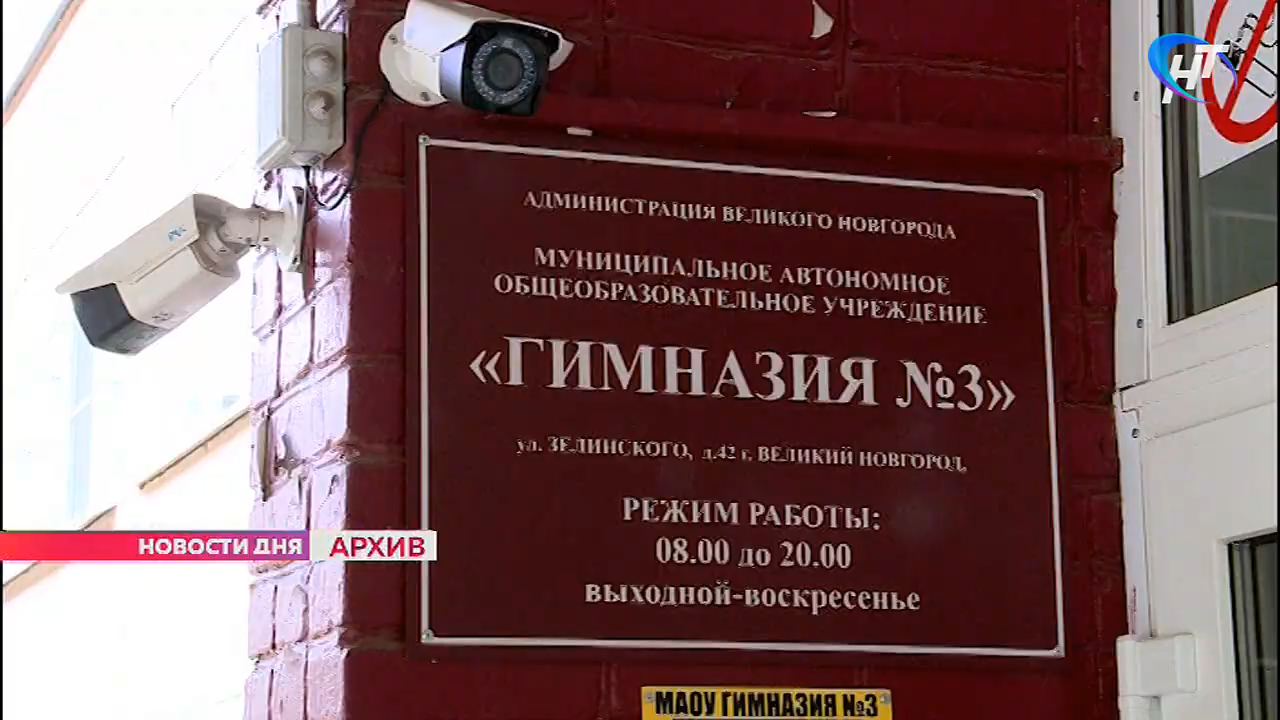 НТ
АДМИНИСТРАЦИЯ ВЕЛИКОГО НОВГОРОДА
МУНИЦИПАЛЬНОЕ АВТОНОМНОЕ
ОБЩЕОБРАЗОВАТЕЛЬНОЕ УЧРЕЖДЕНИЕ
«ГИМНАЗИЯ №3»
ул. ЗЕЛИНСКОГО, д.42 г. ВЕЛИКИЙ НОВГОРОД,
РЕЖИМ РАБОТЫ:
08.00 до 20.00
выходной-воскресенье
НОВОСТИ ДНЯ АРХИВ
МАОУ ГИМНАЗИЯ №3